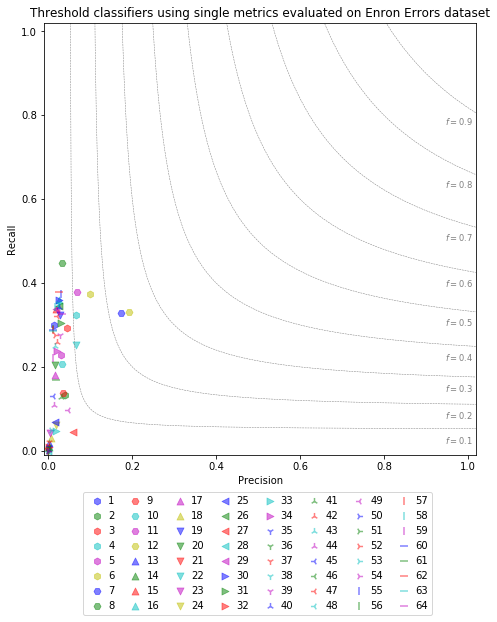 Threshold classifiers using single metrics evaluated on Enron Errors dataset
1.0
0.8
0.6
0.4
0.2
0.0
Recall
f = 0.9
f = 0.8
f = 0.7
f = 0.6
f = 0.5
f = 0.4
f = 0.3
f = 0.2
f = 0.1
0.0 0.2 0.4 0.6 0.8 1.0
Precision
1 9 17 25 33 41 49 57
2 10 18 26 34 42 50 58
3 11 19 27 35 43 51 59
4 12 20 28 36 44 52 60
5 13 21 29 37 45 53 61
6 14 22 30 38 46 54 62
7 15 23 31 39 47 55 63
8 16 24 32 40 48 56 64